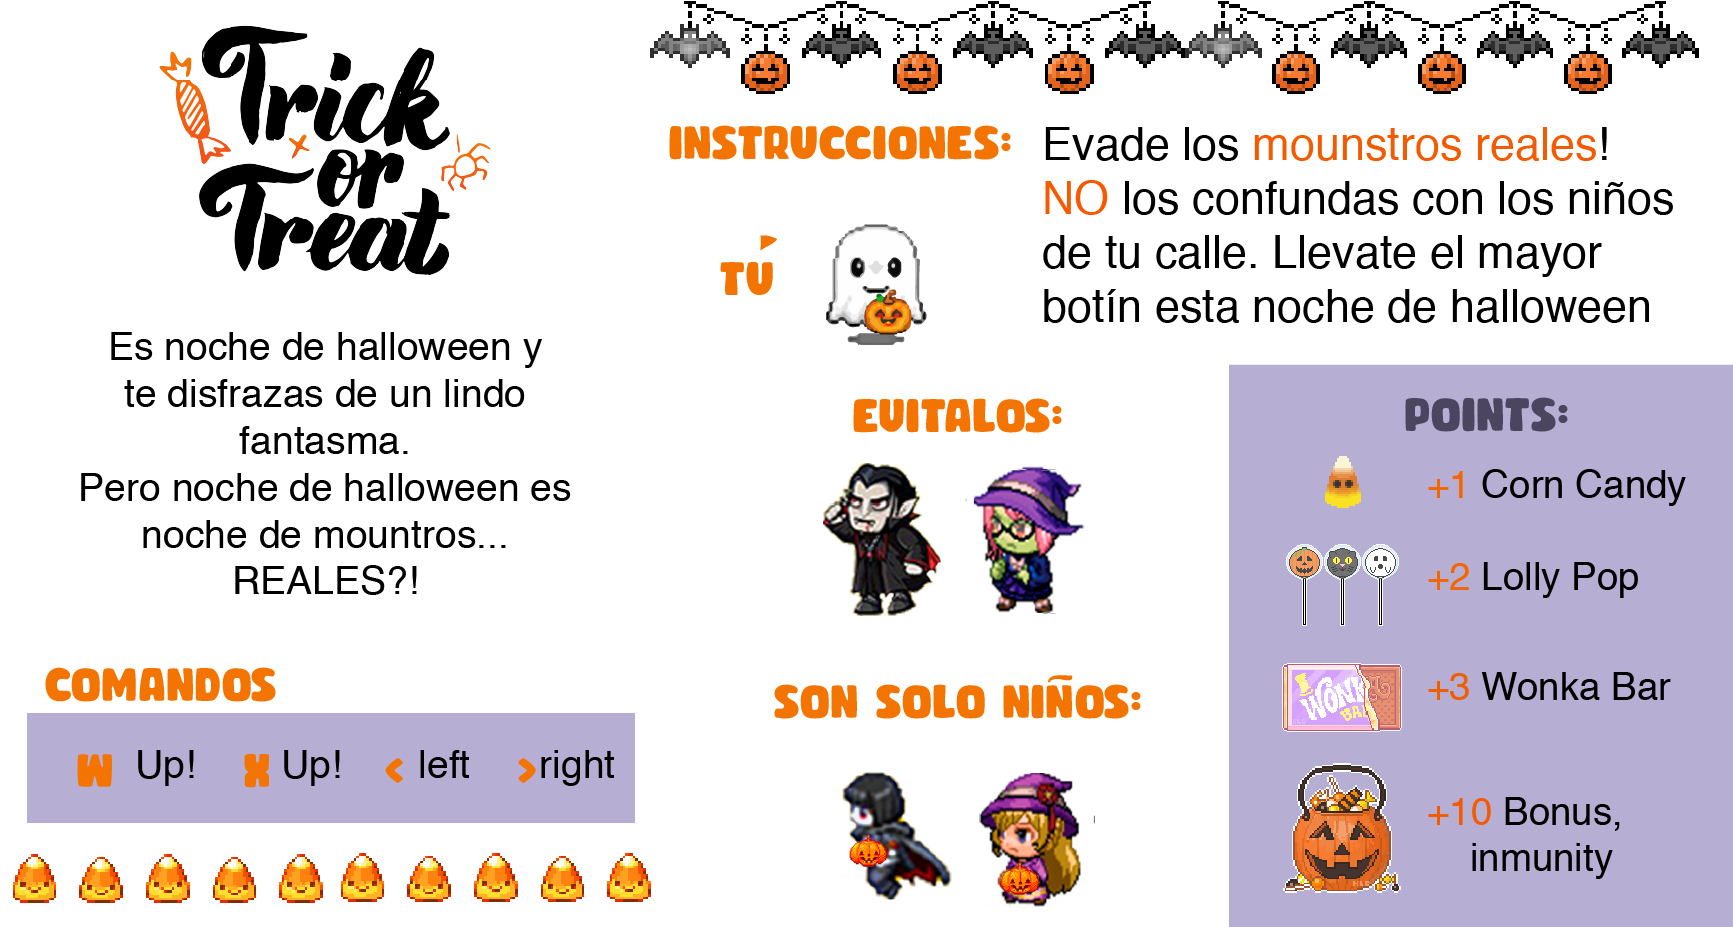 Trick
or
Treat
Es noche de halloween y
te disfrazas de un lindo
fantasma.
Pero noche de halloween es
noche de mountros...
REALES?!
COMANDOS
W Up! X Up! < left >right
INSTRUCCIONES:
Evade los mounstros reales!
NO los confundas con los niños
de tu calle. Llevate el mayor
botín esta noche de halloween
TÚ
EVITALOS:
SON SOLO NIÑOS:
POINTS:
+1 Corn Candy
+2 Lolly Pop
WONKA
BAR
+3 Wonka Bar
+10 Bonus,
inmunity